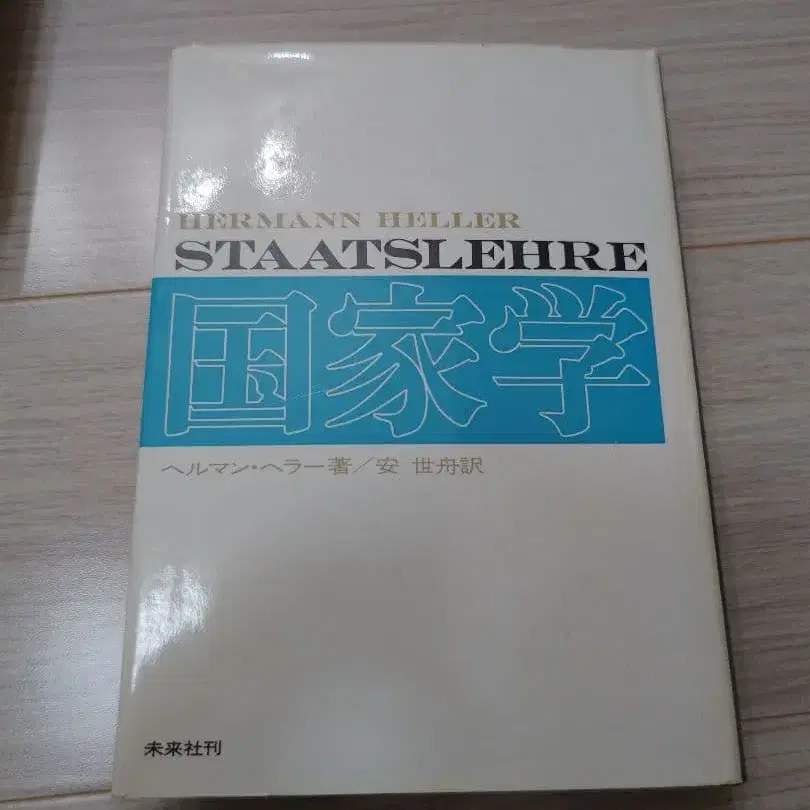 HERMANN HELLER
STAATSLEHRE
国家学
ヘルマン・ヘラー著/安 世舟訳
未来社刊